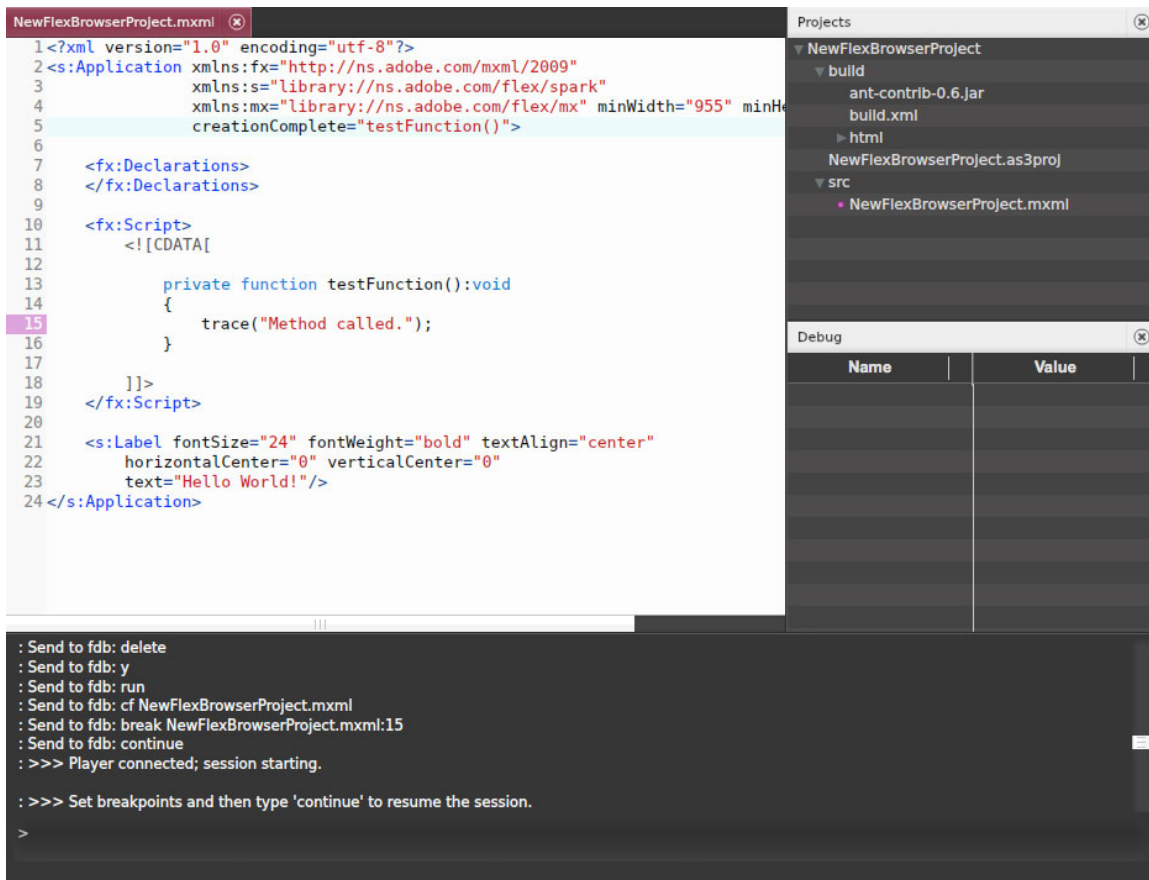 NewFlexBrowserProject.mxml
1 <?xml version="1.0" encoding="utf-8"?>
2 <s:Application xmlns:fx="http://ns.adobe.com/mxml/2009"
3 xmlns:s="library://ns.adobe.com/flex/spark"
4 xmlns:mx="library://ns.adobe.com/flex/mx" minWidth="955" minHe
5 creationComplete="testFunction()">
6
7 <fx:Declarations>
8 </fx:Declarations>
9
10 <fx:Script>
11 <![CDATA[
12
13 private function testFunction():void
14 {
15 trace("Method called.");
16 }
17
18 ]]>
19 </fx:Script>
20
21 <s:Label fontSize="24" fontWeight="bold" textAlign="center"
22 horizontalCenter="0" verticalCenter="0"
23 text="Hello World!"/>
24 </s:Application>
Projects
NewFlexBrowserProject
build
ant-contrib-0.6.jar
build.xml
html
NewFlexBrowserProject.as3proj
src
NewFlexBrowserProject.mxml
Debug
Name Value
: Send to fdb: delete
: Send to fdb: y
: Send to fdb: run
: Send to fdb: cf NewFlexBrowserProject.mxml
: Send to fdb: break NewFlexBrowserProject.mxml:15
: Send to fdb: continue
: >>> Player connected; session starting.
: >>> Set breakpoints and then type 'continue' to resume the session.
>